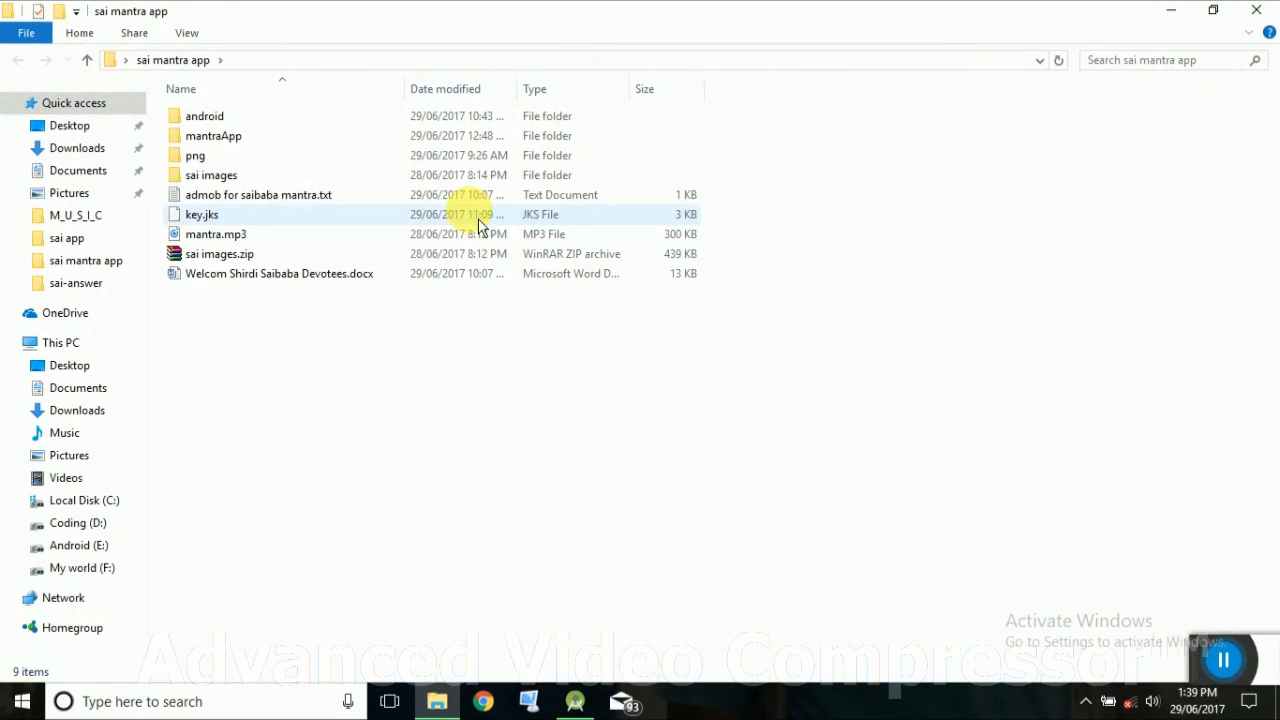 sai mantra app
File Home Share View
sai mantra app
Search sai mantra app
Name Date modified Type Size
Quick access
Desktop
Downloads
Documents
Pictures
M_U_S_I_C
sai app
sai mantra app
sai-answer
OneDrive
This PC
Desktop
Documents
Downloads
Music
Pictures
Videos
Local Disk (C:)
Coding (D:)
Android (E:)
My world (F:)
Network
Homegroup
android 29/06/2017 10:43 ... File folder
mantraApp 29/06/2017 12:48 ... File folder
png 29/06/2017 9:26 AM File folder
sai images 28/06/2017 8:14 PM File folder
admob for saibaba mantra.txt 29/06/2017 10:07 ... Text Document 1 KB
key.jks 29/06/2017 11:09 ... JKS File 3 KB
mantra.mp3 28/06/2017 PM MP3 File 300 KB
sai images.zip 28/06/2017 8:12 PM WinRAR ZIP archive 439 KB
Welcom Shirdi Saibaba Devotees.docx 29/06/2017 10:07 ... Microsoft Word D... 13 KB
Activate Windows
Go to Settings to activate Windows.
Advanced Video Compressor
9 items
Type here to search
93
1:39 PM
29/06/2017